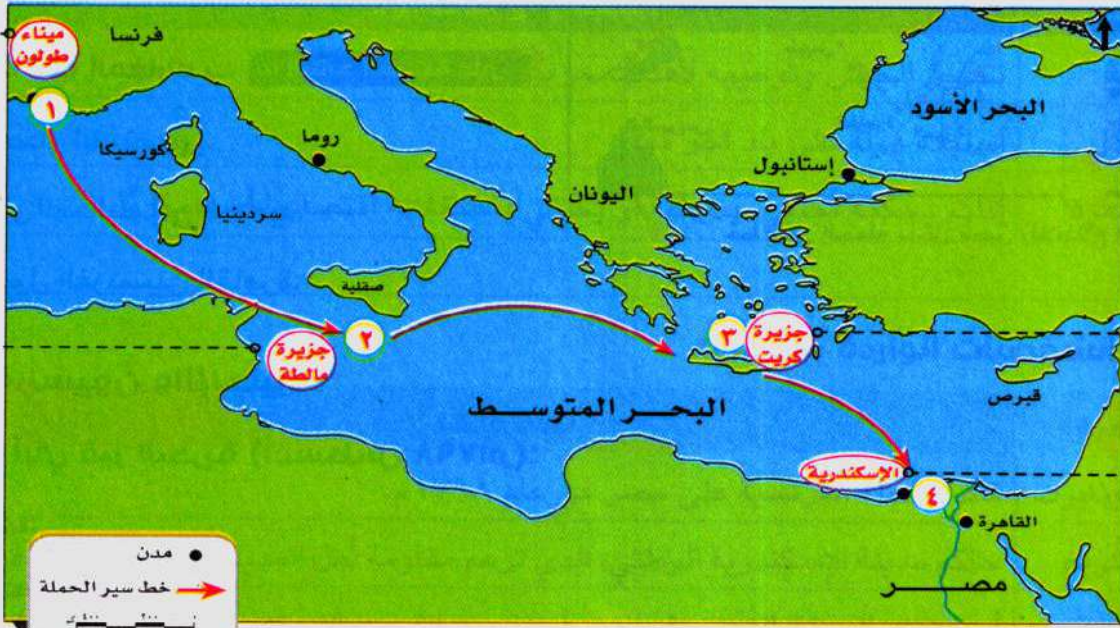 ميناء
طولون
فرنسا
١
كورسيكا
سردينيا
روما
صقلية
٢
جزيرة
مالطة
اليونان
إستانبول
البحر الأسود
٣
جزيرة
كريت
قبرص
البحر المتوسط
الإسكندرية
٤
القاهرة
مصر
مدن
خط سير الحملة